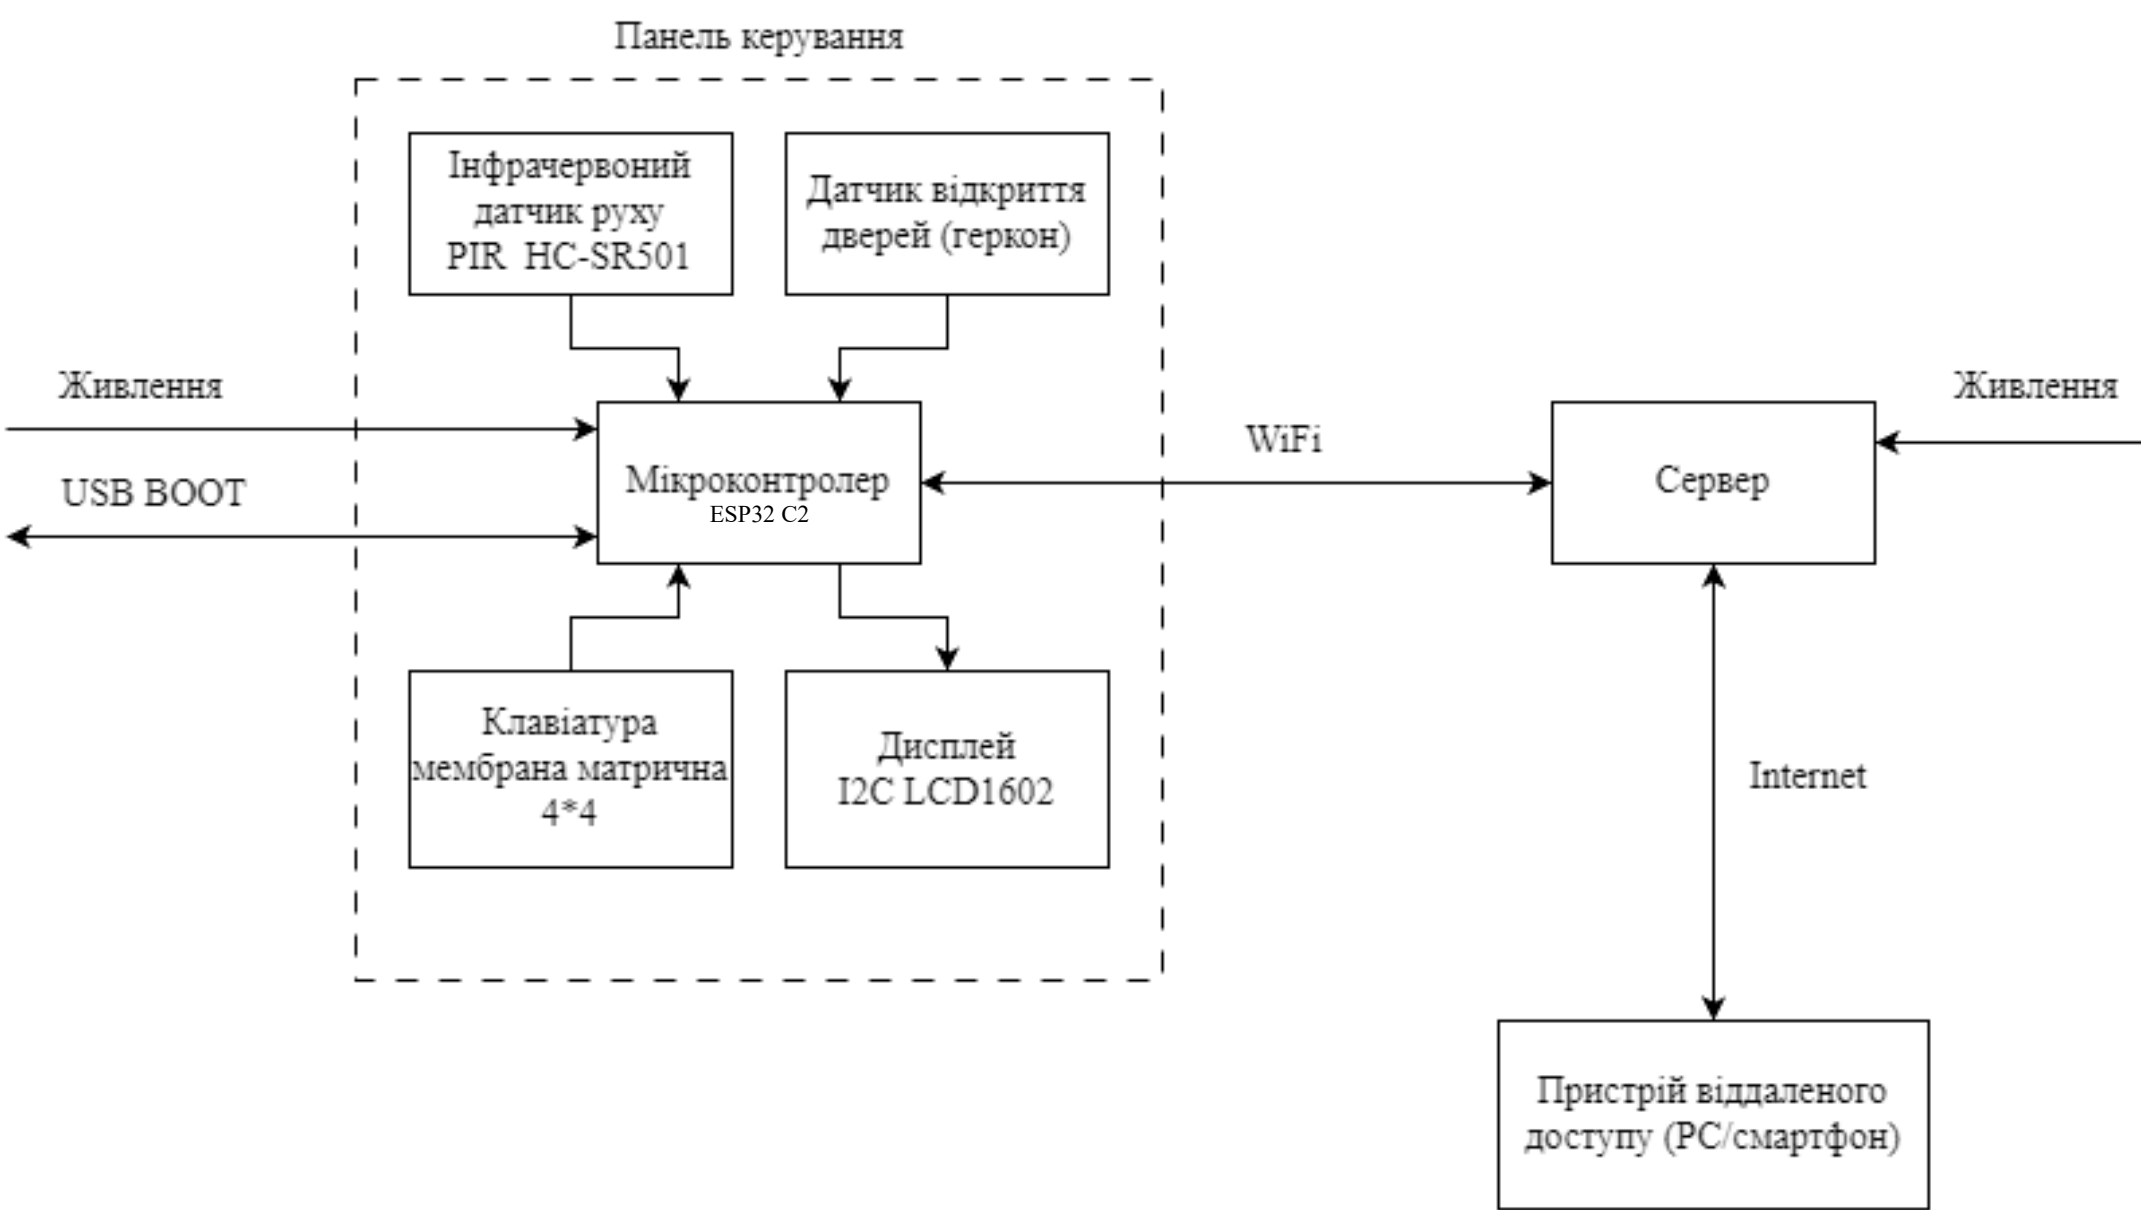 Панель керування
Інфрачервоний
датчик руху
PIR HC-SR501
Датчик відкриття
дверей (геркон)
Живлення
USB BOOT
Мікроконтролер
ESP32 C2
WiFi
Сервер
Живлення
Клавіатура
мембрана матрична
4*4
Дисплей
I2C LCD1602
Internet
Пристрій віддаленого
доступу (PC/смартфон)